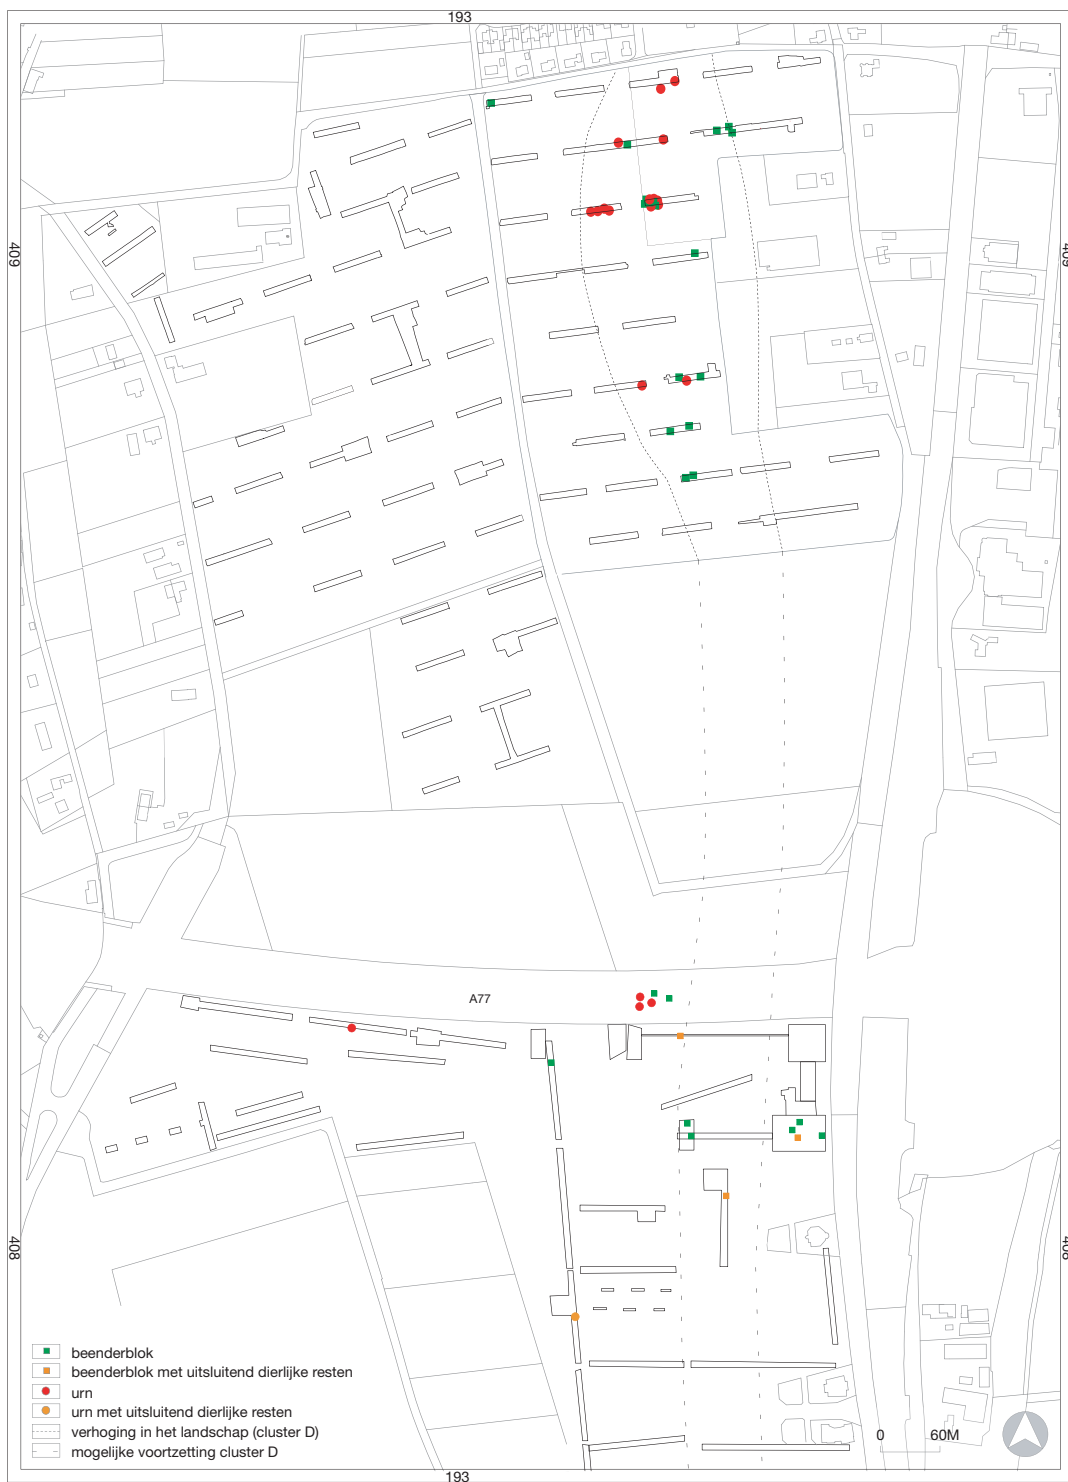 193
409
409
A77
408
408
beenderblok
beenderblok met uitsluitend dierlijke resten
urn
urn met uitsluitend dierlijke resten
verhoging in het landschap (cluster D)
mogelijke voortzetting cluster D
0 60M
193